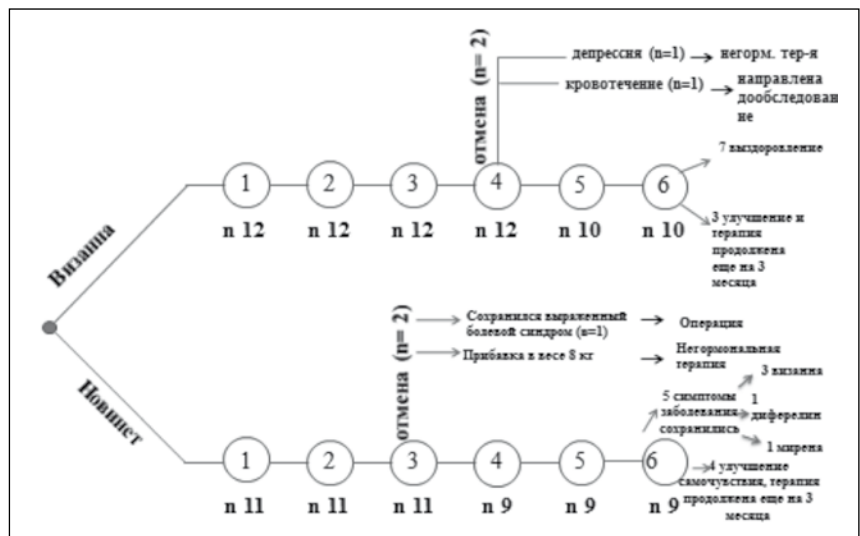 отмена (n= 2)
депрессия (n=1)
негорм. тер-я
кровотечение (n=1)
направлена
дообследован
ие
Визанна
1
2
3
4
5
6
n 12
n 12
n 12
n 12
n 10
n 10
7 выздоровление
3 улучшение и
терапия
продолжена
еще на 3
месяца
отмена (n= 2)
Сохранился выраженный
болевой синдром (n=1)
Операция
Прибавка в весе 8 кг
Негормональная
терапия
Новинет
1
2
3
4
5
6
n 11
n 11
n 11
n 9
n 9
n 9
5 симптомы
заболевания
сохранились
3 визанна
1
диферелин
1 мирена
4 улучшение
самочувствия, терапия
продолжена еще на 3
месяца